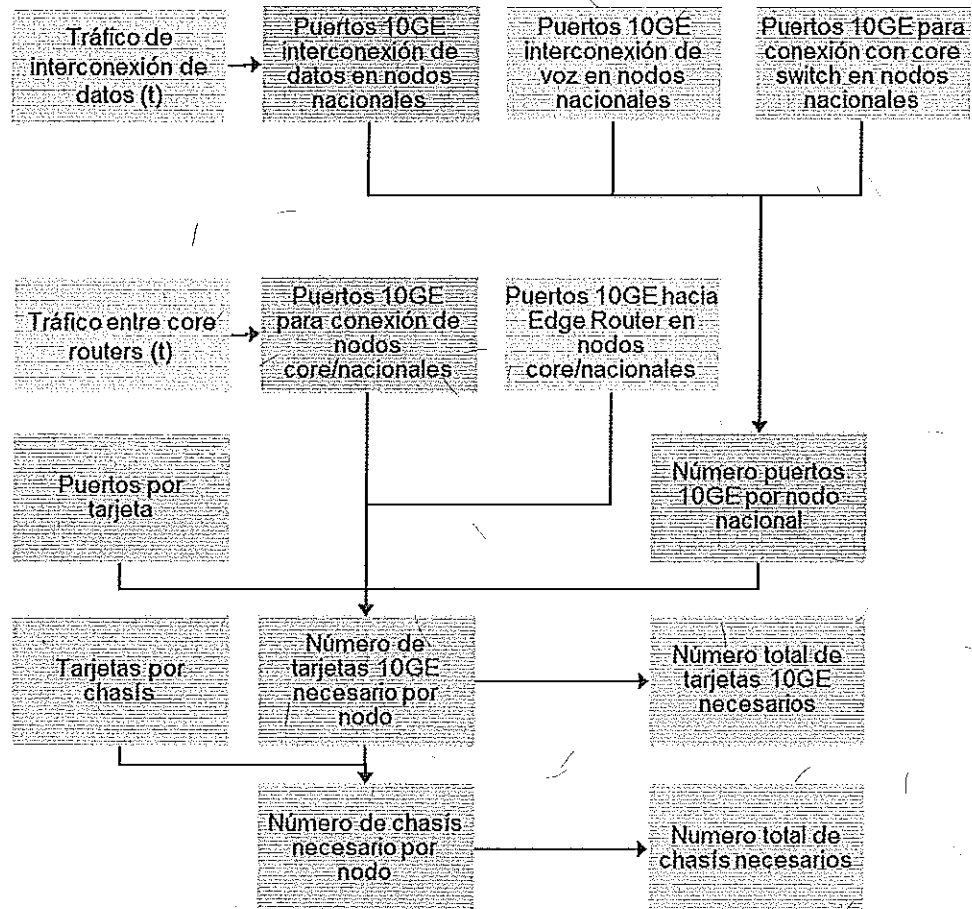 Tráfico de
interconexión de
datos (t)
Puertos 10GE
interconexión de
datos en nodos
nacionales
Puertos 10GE
interconexión de
voz en nodos
nacionales
Puertos 10GE para
conexión con core
switch en nodos
nacionales
Tráfico entre core
routers (t)
Puertos 10GE
para conexión de
nodos
core/nacionales
Puertos 10GE hacia
Edge Router en
nodos
core/nacionales
Puertos por
tarjeta
Número puertos
10GE por nodo
nacional
Tarjetas por
chasís
Número de
tarjetas 10GE
necesario por
nodo
Número total de
tarjetas 10GE
necesarios
Número de chasís
necesario por
nodo
Numero total de
chasís necesarios